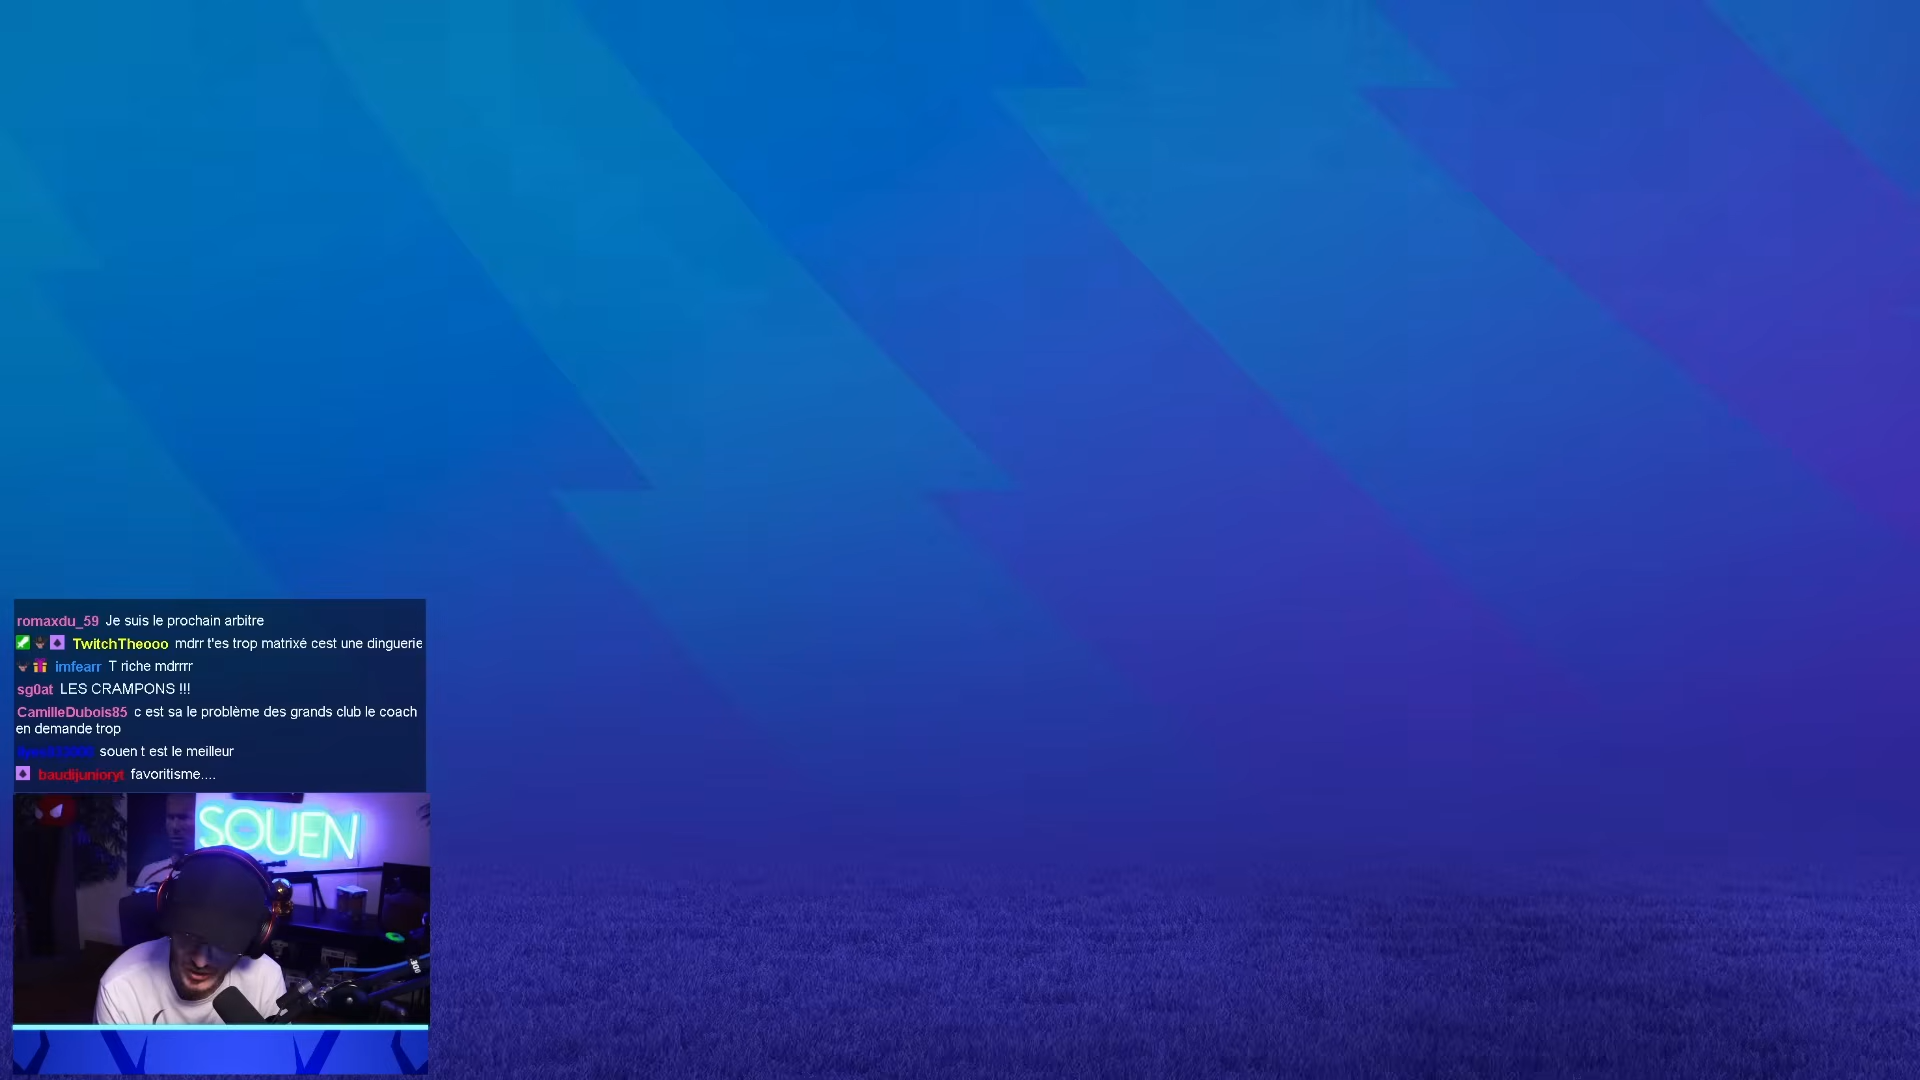 romaxdu_59 Je suis le prochain arbitre
TwitchTheooo mdrr t'es trop matrixé cest une dinguerie
imfearr T riche mdrrrr
sg0at LES CRAMPONS !!!
CamilleDubois85 c est sa le problème des grands club le coach
en demande trop
souen t est le meilleur
baudijunioryt favoritisme....
SOUEN